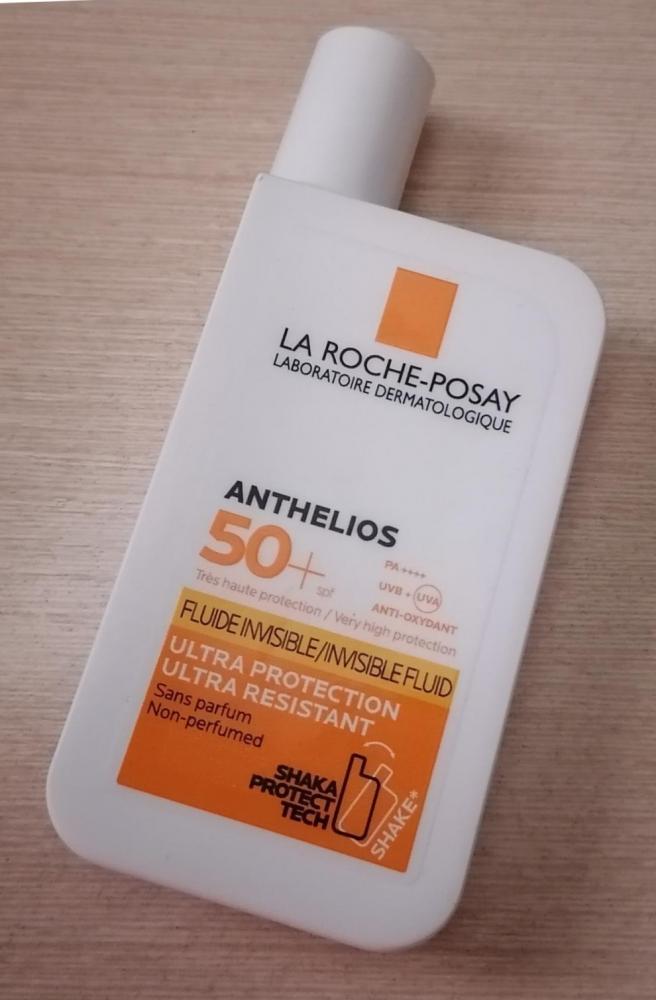 LA ROCHE-POSAY
LABORATOIRE DERMATOLOGIQUE
ANTHELIOS
50+ spf
PA++++
UVB + UVA
ANTI-OXYDANT
Très haute protection / Very high protection
FLUIDE INVISIBLE/INVISIBLE FLUID
ULTRA PROTECTION
ULTRA RESISTANT
Sans parfum
Non-perfumed
SHAKA
PROTECT
TECH
SHAKE*